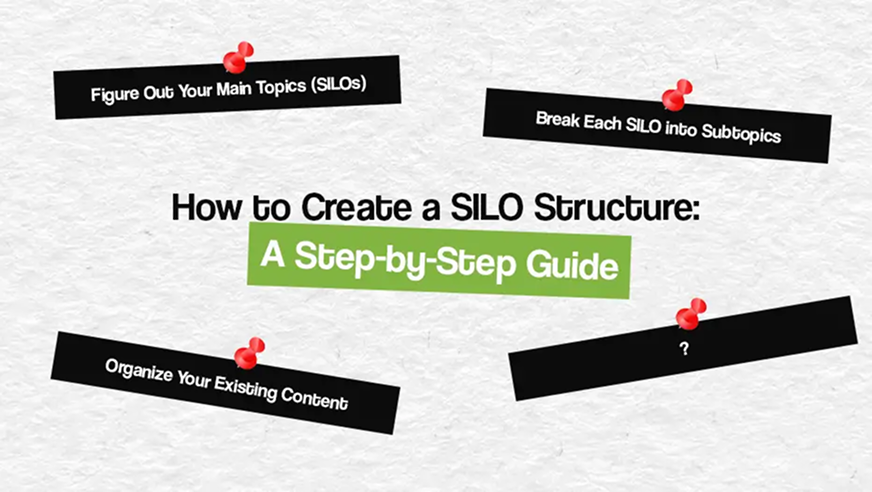 Figure Out Your Main Topics (SILOs)
Break Each SILO into Subtopics
How to Create a SILO Structure:
A Step-by-Step Guide
Organize Your Existing Content
?